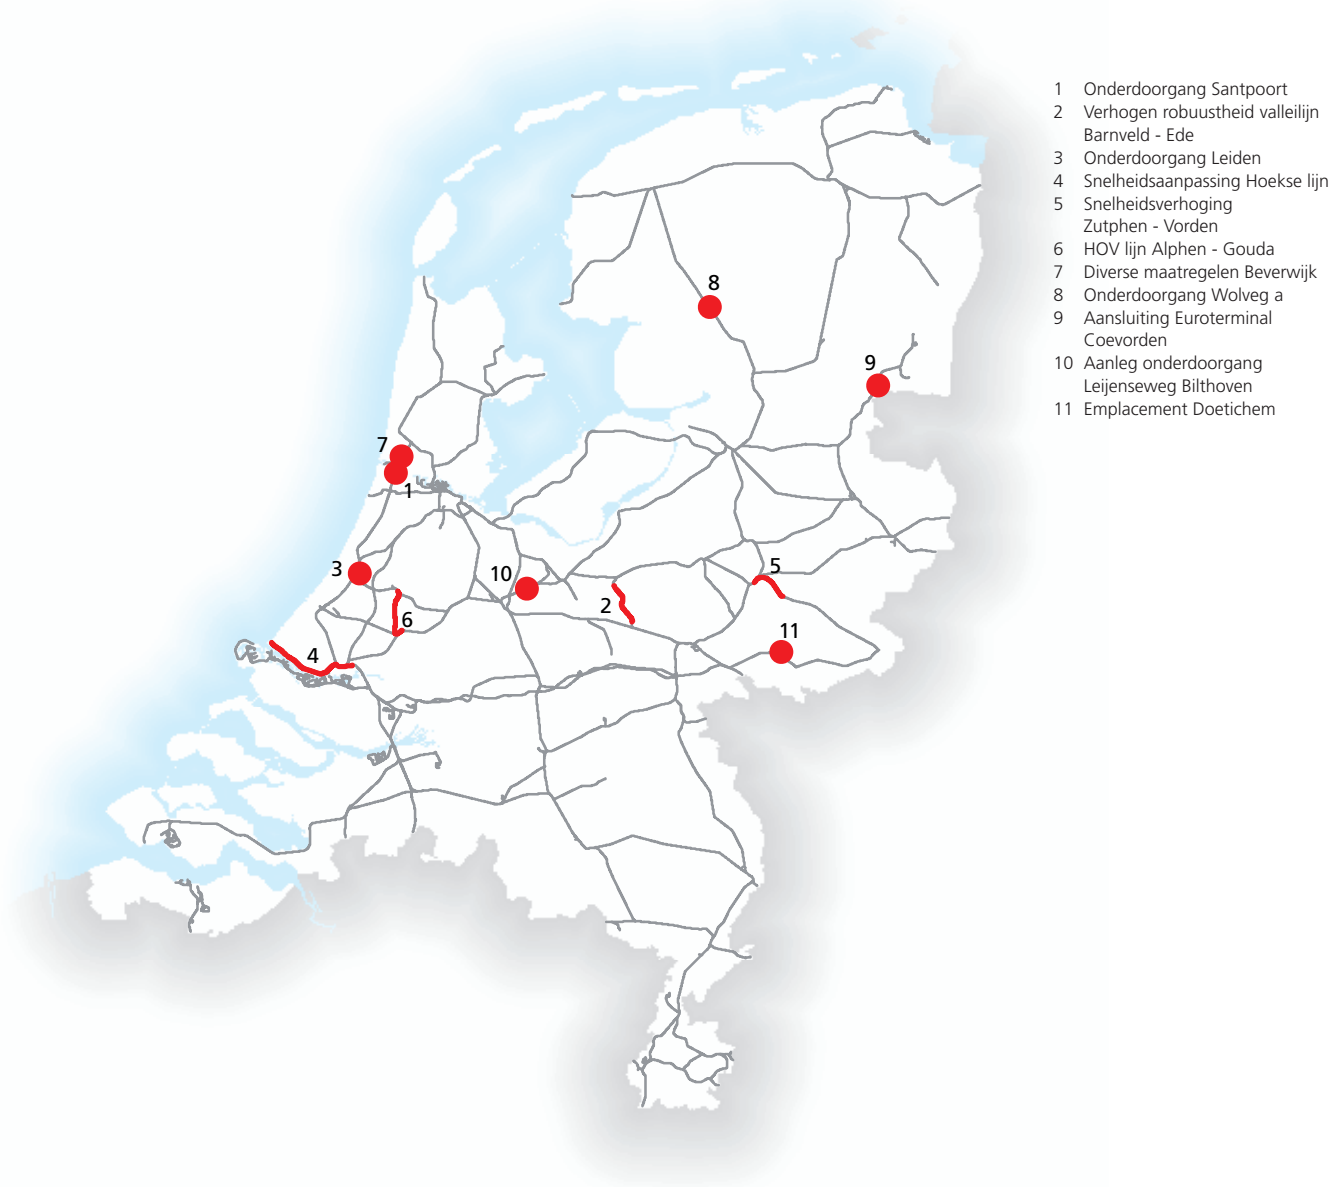 1 Onderdoorgang Santpoort
2 Verhogen robuustheid valleilijn
Barnveld - Ede
3 Onderdoorgang Leiden
4 Snelheidsaanpassing Hoekse lijn
5 Snelheidsverhoging
Zutphen - Vorden
6 HOV lijn Alphen - Gouda
7 Diverse maatregelen Beverwijk
8 Onderdoorgang Wolveg a
9 Aansluiting Euroterminal
Coevorden
10 Aanleg onderdoorgang
Leijenseweg Bilthoven
11 Emplacement Doetichem
8
9
7
1
3
10
5
2
6
11
4